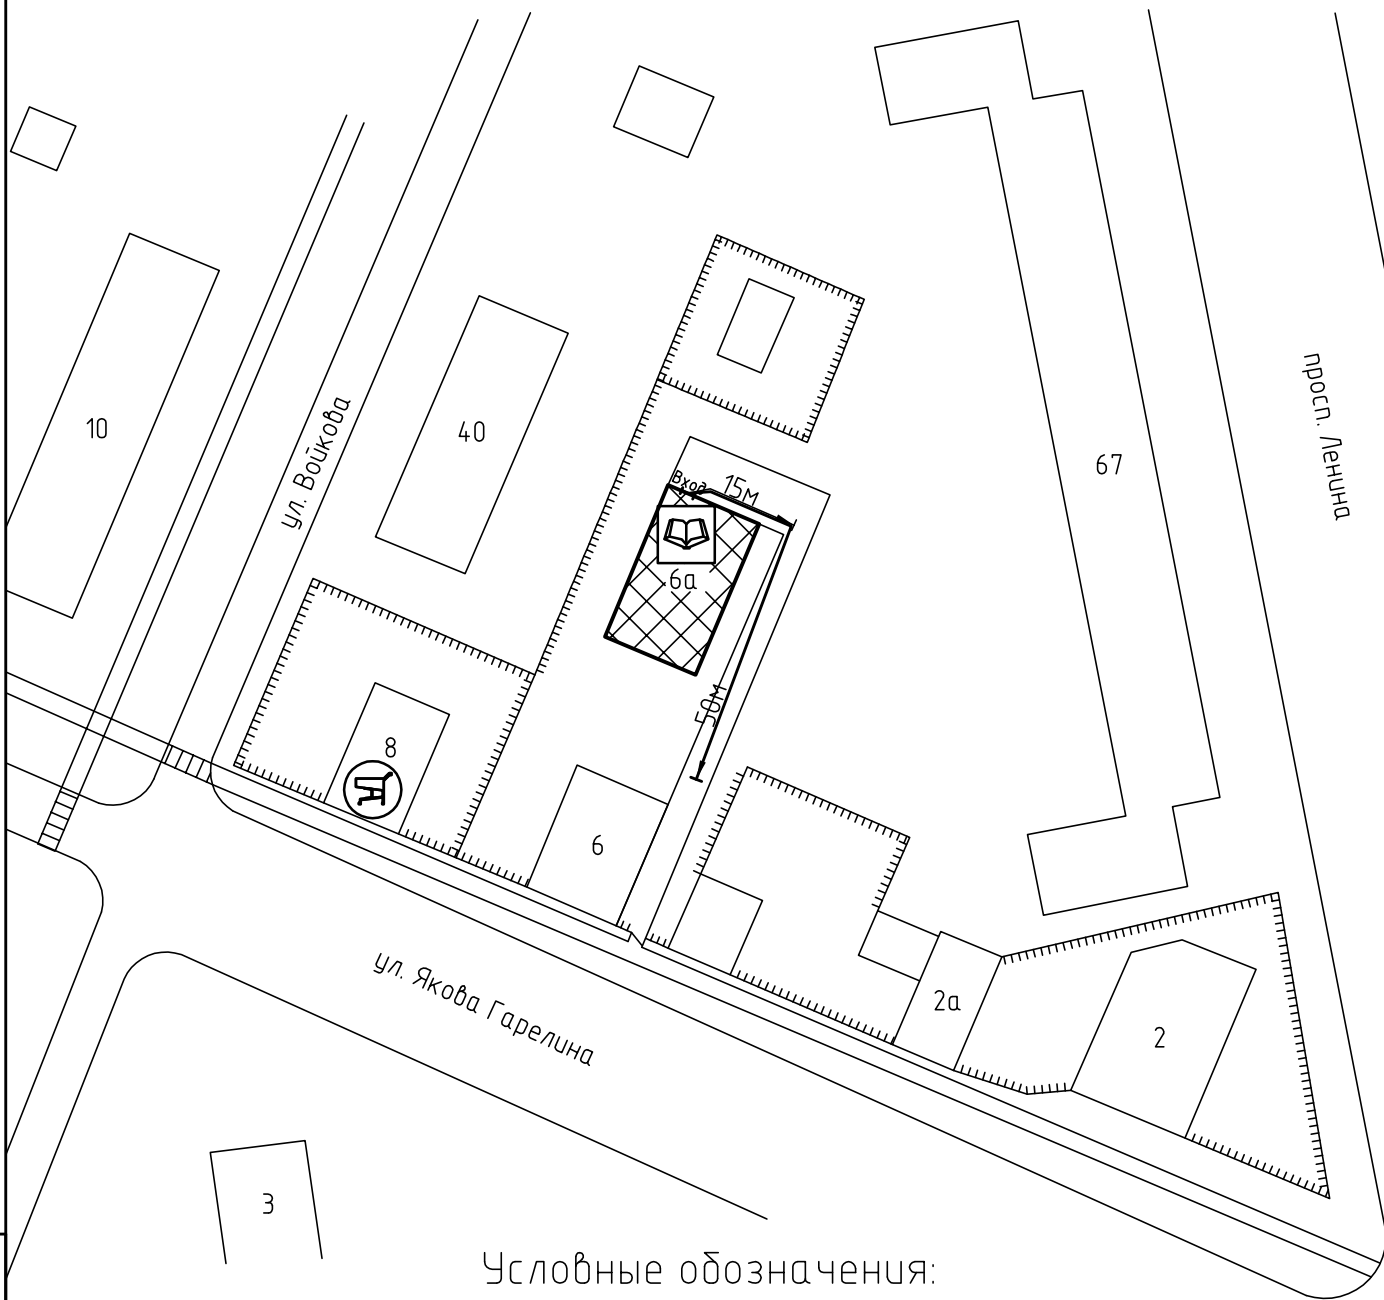 10
ул. Войкова
40
67
просп. Ленина
Вход
15м
6а
50м
8
6
2а
2
ул. Якова Гарелина
3
Условные обозначения: